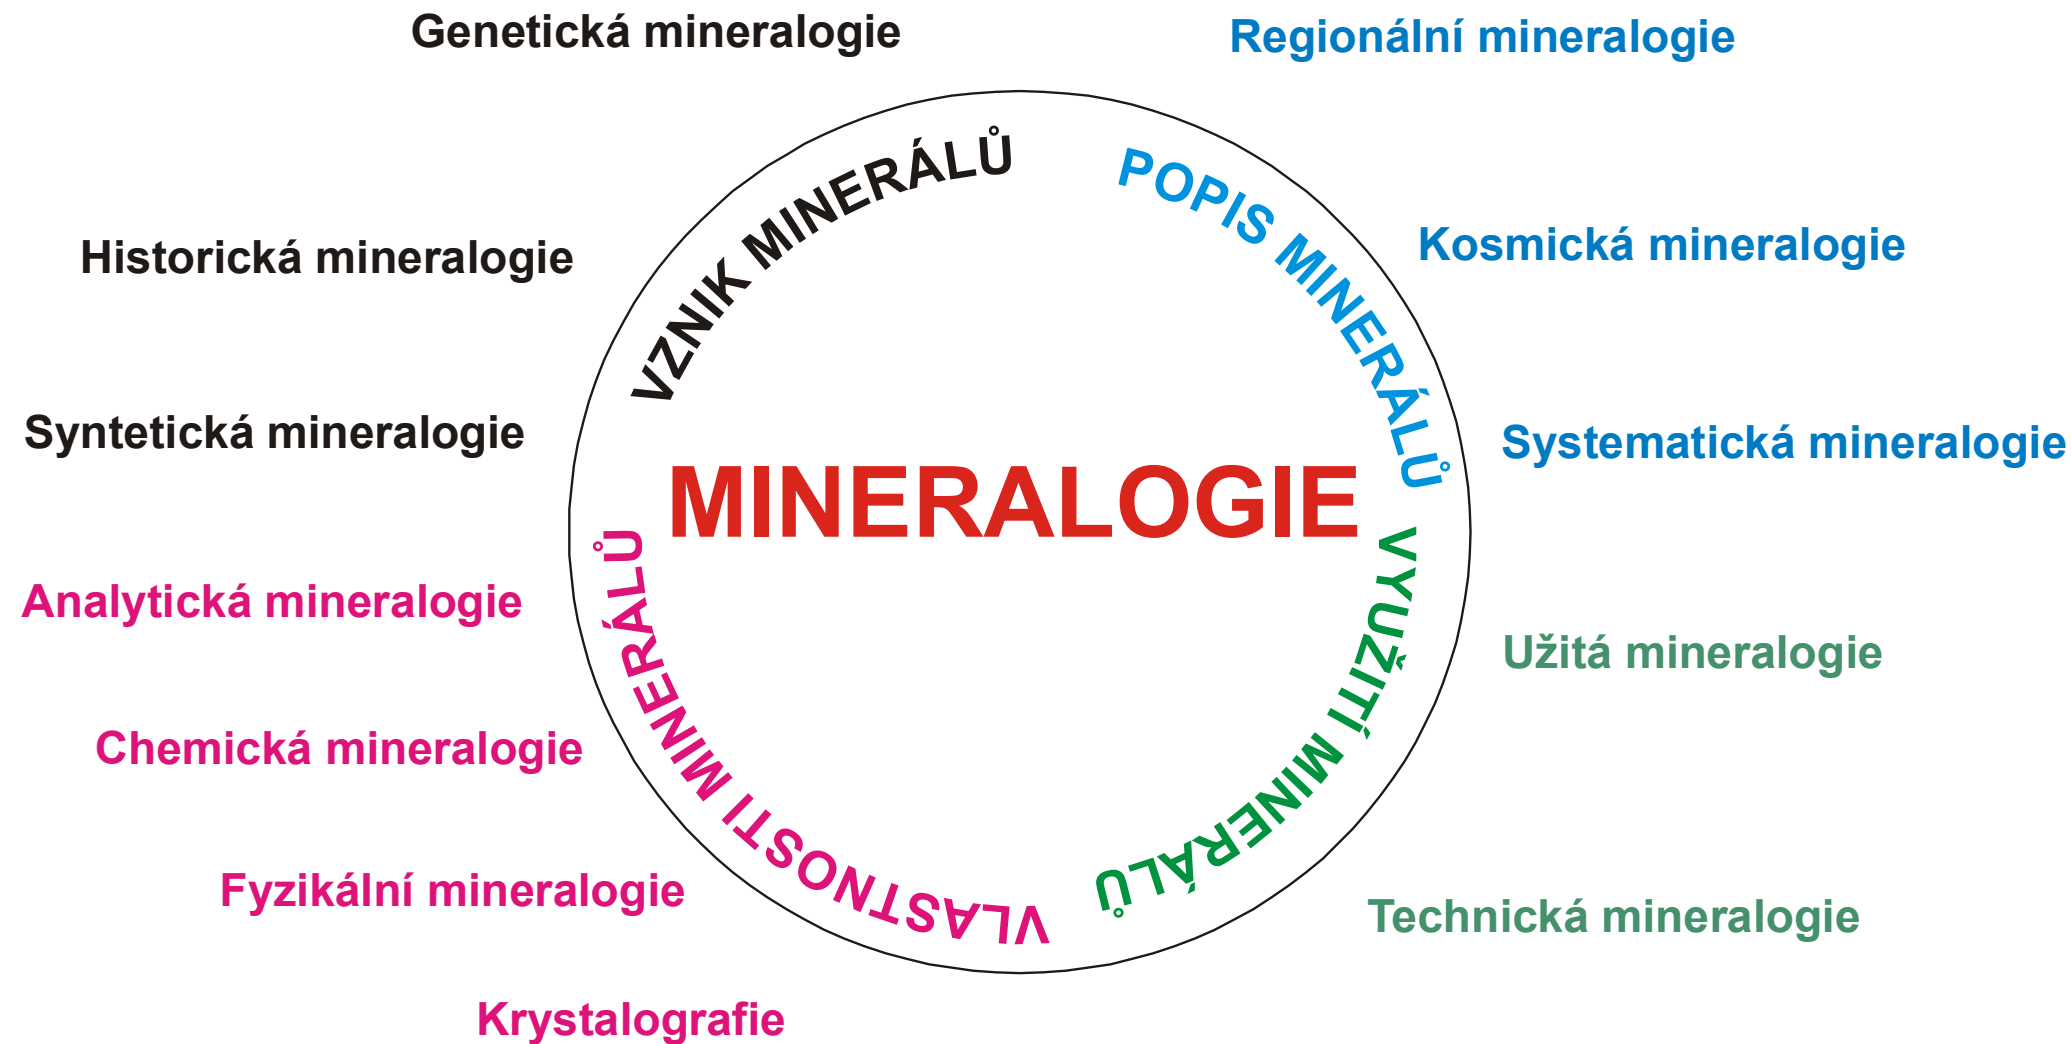 Genetická mineralogie
Regionální mineralogie
VZNIK MINERÁLŮ
POPIS MINERÁLŮ
Historická mineralogie
Kosmická mineralogie
Syntetická mineralogie
Systematická mineralogie
MINERALOGIE
VLASTNOSTI MINERÁLŮ
VYUŽITÍ MINERÁLŮ
Analytická mineralogie
Užitá mineralogie
Chemická mineralogie
Fyzikální mineralogie
Technická mineralogie
Krystalografie